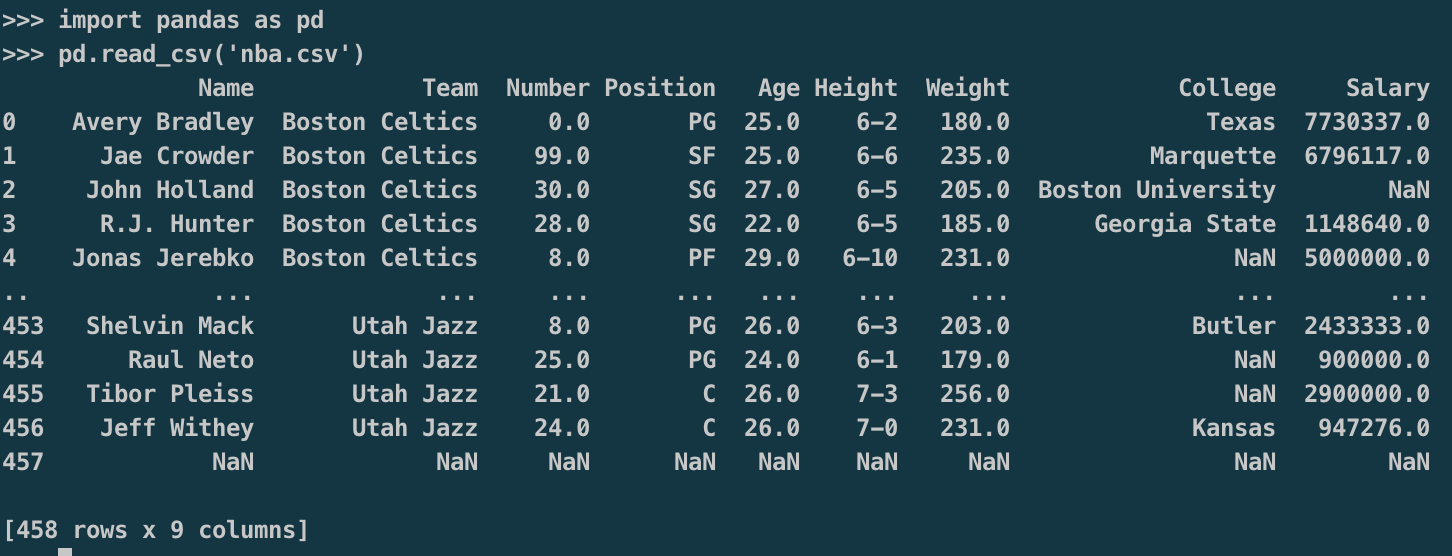 >>> import pandas as pd
>>> pd.read_csv('nba.csv')
              Name            Team  Number Position   Age Height  Weight            College     Salary
0    Avery Bradley  Boston Celtics     0.0       PG  25.0    6-2   180.0              Texas  7730337.0
1      Jae Crowder  Boston Celtics    99.0       SF  25.0    6-6   235.0          Marquette  6796117.0
2     John Holland  Boston Celtics    30.0       SG  27.0    6-5   205.0  Boston University        NaN
3      R.J. Hunter  Boston Celtics    28.0       SG  22.0    6-5   185.0      Georgia State  1148640.0
4    Jonas Jerebko  Boston Celtics     8.0       PF  29.0   6-10   231.0                NaN  5000000.0
..             ...             ...     ...      ...   ...    ...     ...                ...        ...
453   Shelvin Mack       Utah Jazz     8.0       PG  26.0    6-3   203.0             Butler  2433333.0
454      Raul Neto       Utah Jazz    25.0       PG  24.0    6-1   179.0                NaN   900000.0
455   Tibor Pleiss       Utah Jazz    21.0        C  26.0    7-3   256.0                NaN  2900000.0
456    Jeff Withey       Utah Jazz    24.0        C  26.0    7-0   231.0             Kansas   947276.0
457            NaN             NaN     NaN      NaN   NaN    NaN     NaN                NaN        NaN
[458 rows x 9 columns]